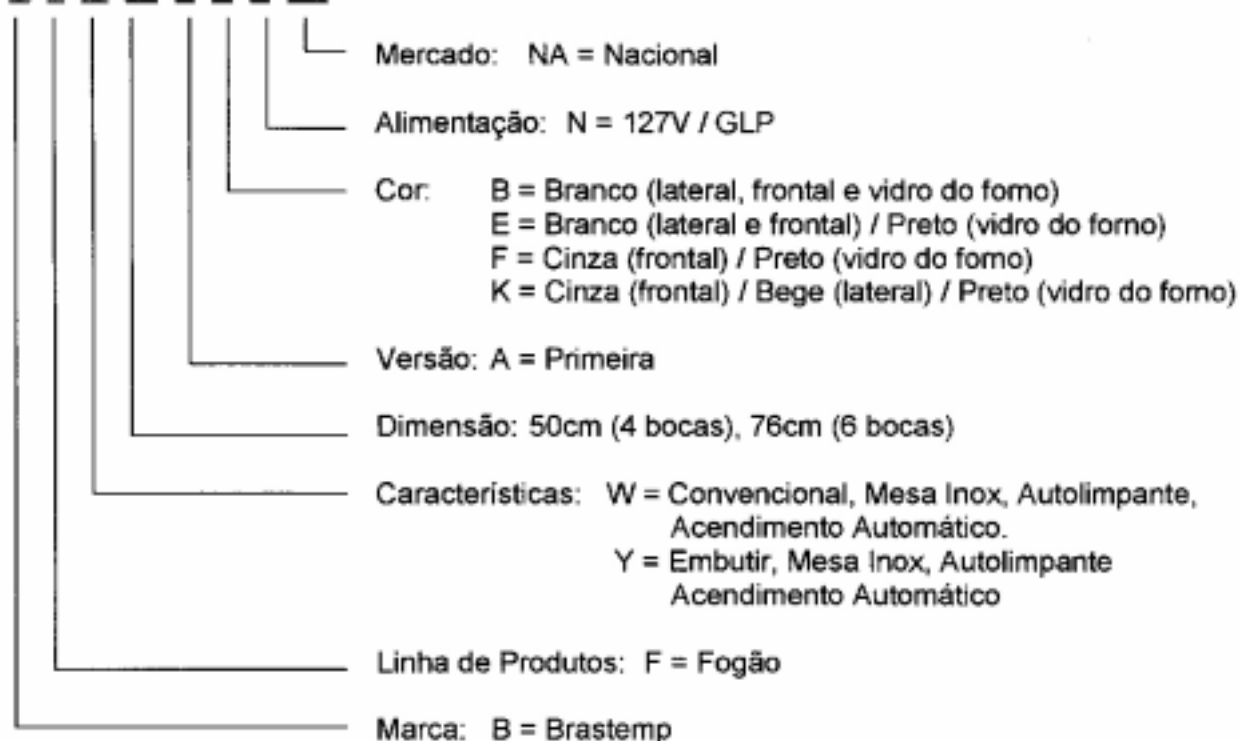 Mercado: NA = Nacional
Alimentação: N = 127V / GLP
Cor: B = Branco (lateral, frontal e vidro do forno)
E = Branco (lateral e frontal) / Preto (vidro do forno)
F = Cinza (frontal) / Preto (vidro do forno)
K = Cinza (frontal) / Bege (lateral) / Preto (vidro do forno)
Versão: A = Primeira
Dimensão: 50cm (4 bocas), 76cm (6 bocas)
Características: W = Convencional, Mesa Inox, Autolimpante,
Acendimento Automático.
Y = Embutir, Mesa Inox, Autolimpante
Acendimento Automático
Linha de Produtos: F = Fogão
Marca: B = Brastemp